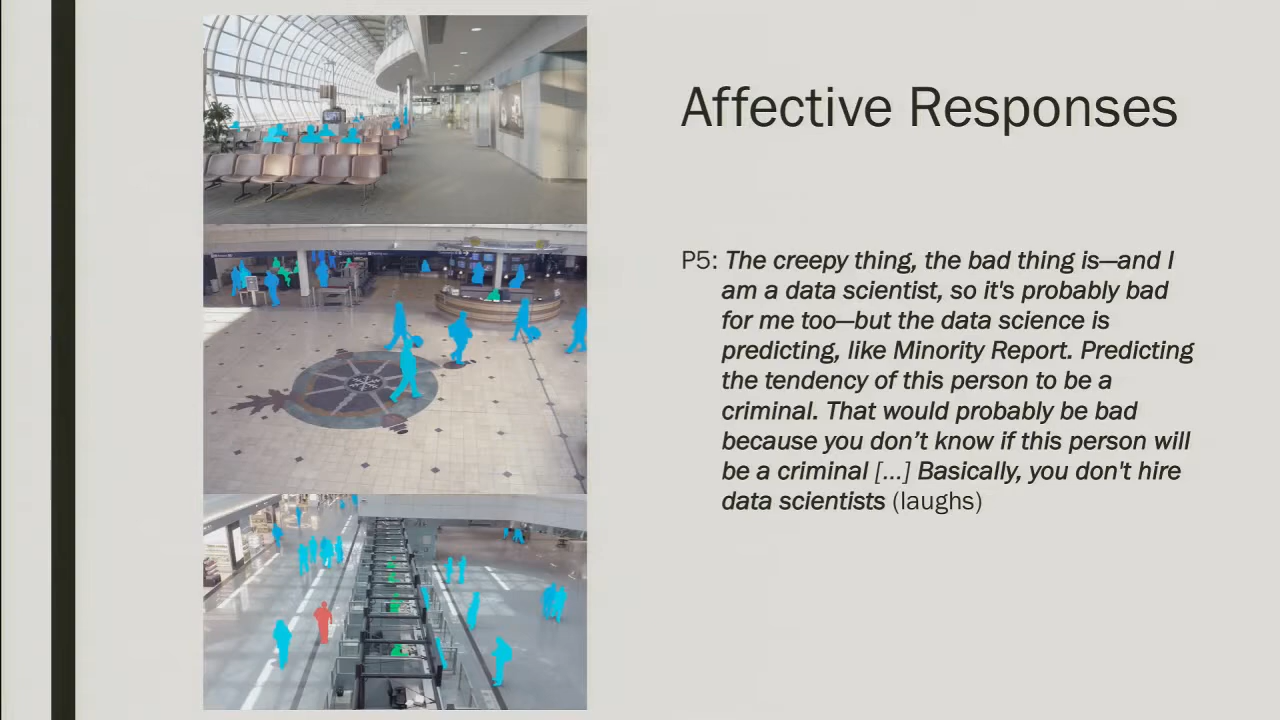 Affective Responses
P5: The creepy thing, the bad thing is—and I
am a data scientist, so it's probably bad
for me too—but the data science is
predicting, like Minority Report. Predicting
the tendency of this person to be a
criminal. That would probably be bad
because you don’t know if this person will
be a criminal [...] Basically, you don't hire
data scientists (laughs)